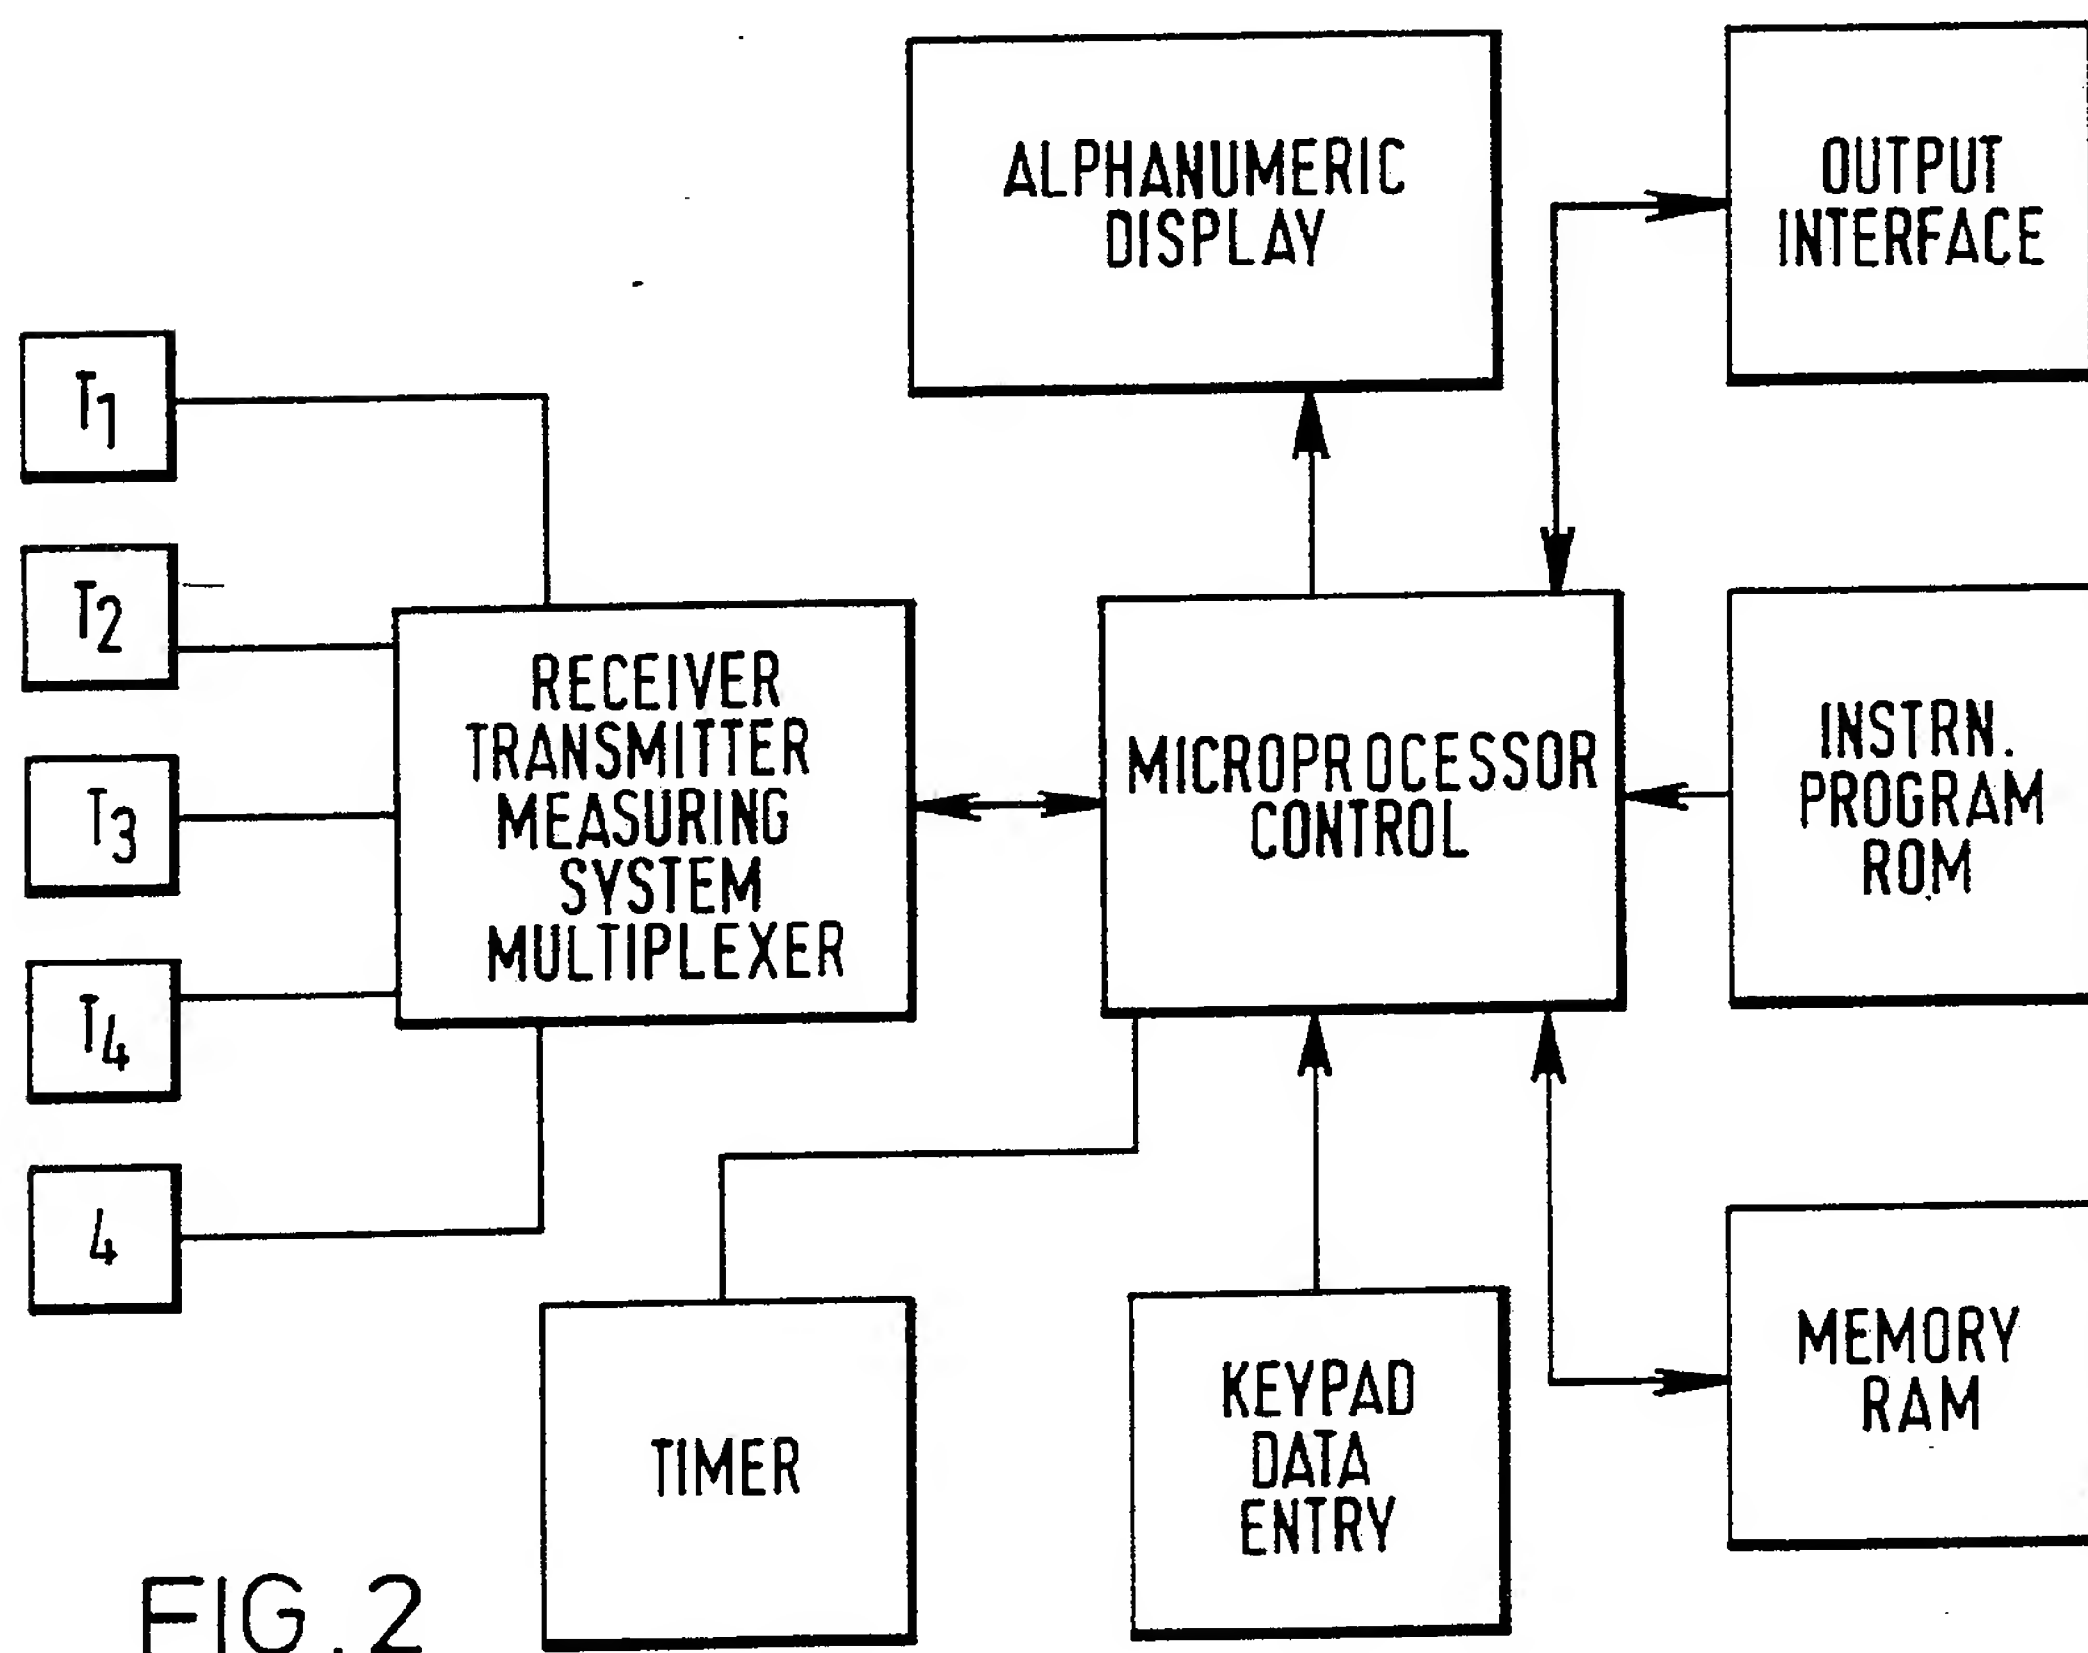 ALPHANUMERIC
DISPLAY
OUTPUT
INTERFACE
T1
T2
T3
T4
4
RECEIVER
TRANSMITTER
MEASURING
SYSTEM
MULTIPLEXER
MICROPROCESSOR
CONTROL
INSTRN.
PROGRAM
ROM
TIMER
KEYPAD
DATA
ENTRY
MEMORY
RAM
FIG. 2